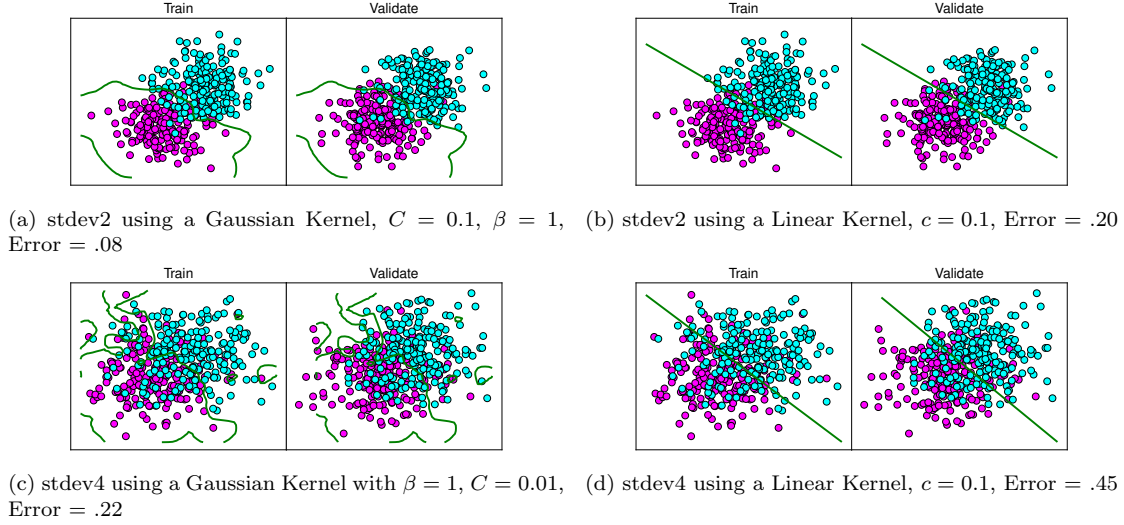 Train
Validate
Train
Validate
(a) stdev2 using a Gaussian Kernel, C = 0.1, β = 1,
Error = .08
(b) stdev2 using a Linear Kernel, c = 0.1, Error = .20
Train
Validate
Train
Validate
(c) stdev4 using a Gaussian Kernel with β = 1, C = 0.01,
Error = .22
(d) stdev4 using a Linear Kernel, c = 0.1, Error = .45